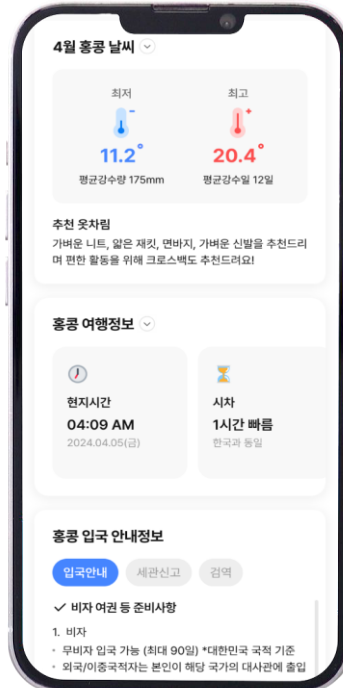 4월 홍콩 날씨
최저
최고
11.2°
20.4°
평균강수량 175mm
평균강수일 12일
추천 옷차림
가벼운 니트, 얇은 재킷, 면바지, 가벼운 신발을 추천드리
며 편한 활동을 위해 크로스백도 추천드려요!
홍콩 여행정보
현지시간
시차
04:09 AM
1시간 빠름
2024.04.05(금)
한국과 동일
홍콩 입국 안내정보
입국안내
세관신고
검역
비자 여권 등 준비사항
1. 비자
• 무비자 입국 가능 (최대 90일) *대한민국 국적 기준
• 외국/이중국적자는 본인이 해당 국가의 대사관에 출입